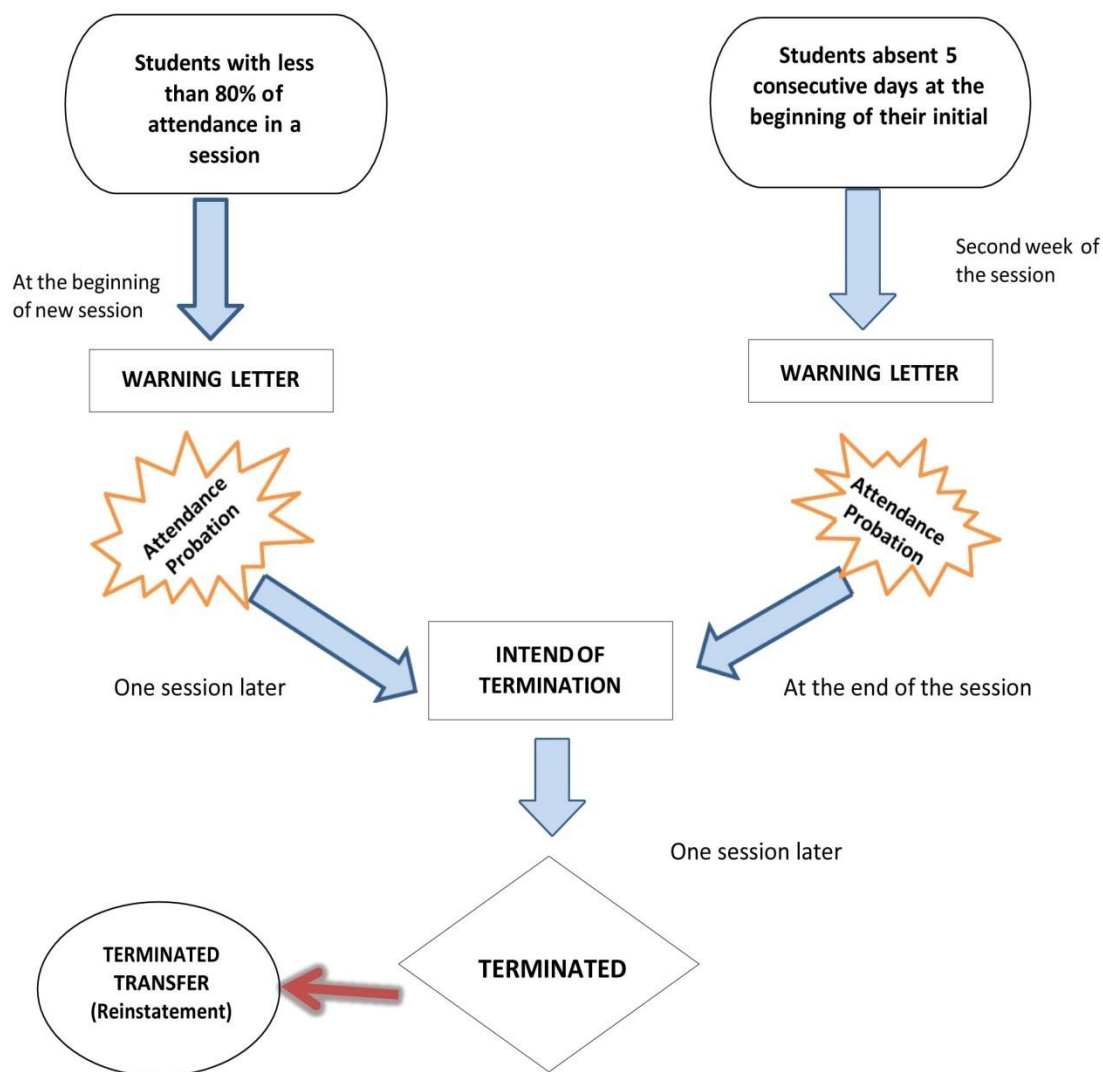 Students with less
than 80% of
attendance in a
session
Students absent 5
consecutive days at the
beginning of their initial
At the beginning
of new session
Second week of
the session
WARNING LETTER
WARNING LETTER
Attendance
Probation
Attendance
Probation
INTEND OF
TERMINATION
One session later
At the end of the session
One session later
TERMINATED
TERMINATED
TRANSFER
(Reinstatement)